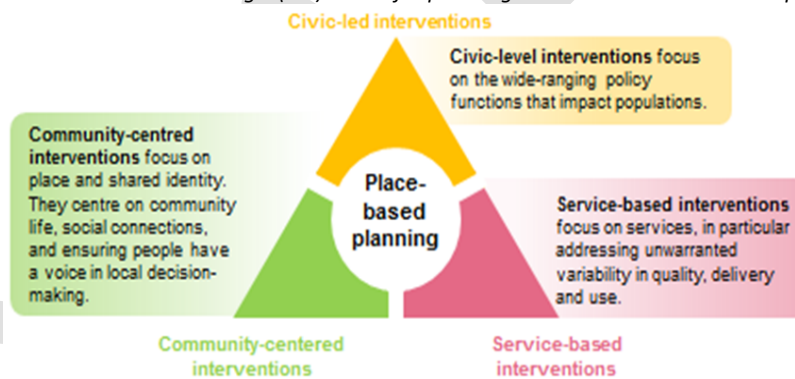 Civic-led interventions
Civic-level interventions focus
on the wide-ranging policy
functions that impact populations.
Community-centred
interventions focus on
place and shared identity.
They centre on community
life, social connections,
and ensuring people have
a voice in local decision-
making.
Place-
based
planning
Service-based interventions
focus on services, in particular
addressing unwarranted
variability in quality, delivery
and use.
Community-centered
interventions
Service-based
interventions